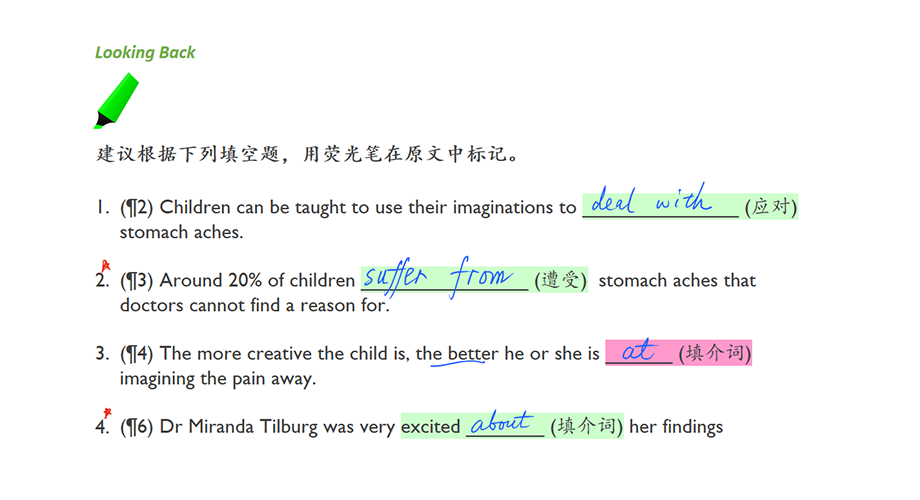 Looking Back
建议根据下列填空题，用荧光笔在原文中标记。
1. (¶2) Children can be taught to use their imaginations to deal with (应对)
stomach aches.
2. (¶3) Around 20% of children suffer from (遭受) stomach aches that
doctors cannot find a reason for.
3. (¶4) The more creative the child is, the better he or she is at (填介词)
imagining the pain away.
4. (¶6) Dr Miranda Tilburg was very excited about (填介词) her findings